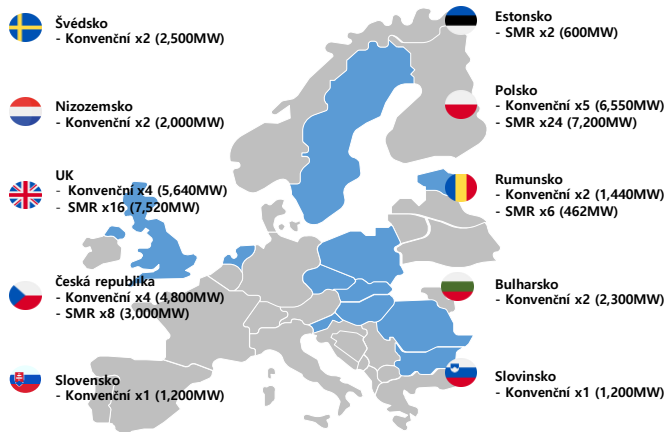 Švédsko
- Konvenční x2 (2,500MW)
Nizozemsko
- Konvenční x2 (2,000MW)
UK
- Konvenční x4 (5,640MW)
- SMR x16 (7,520MW)
Česká republika
- Konvenční x4 (4,800MW)
- SMR x8 (3,000MW)
Slovensko
- Konvenční x1 (1,200MW)
Estonsko
- SMR x2 (600MW)
Polsko
- Konvenční x5 (6,550MW)
- SMR x24 (7,200MW)
Rumunsko
- Konvenční x2 (1,440MW)
- SMR x6 (462MW)
Bulharsko
- Konvenční x2 (2,300MW)
Slovinsko
- Konvenční x1 (1,200MW)